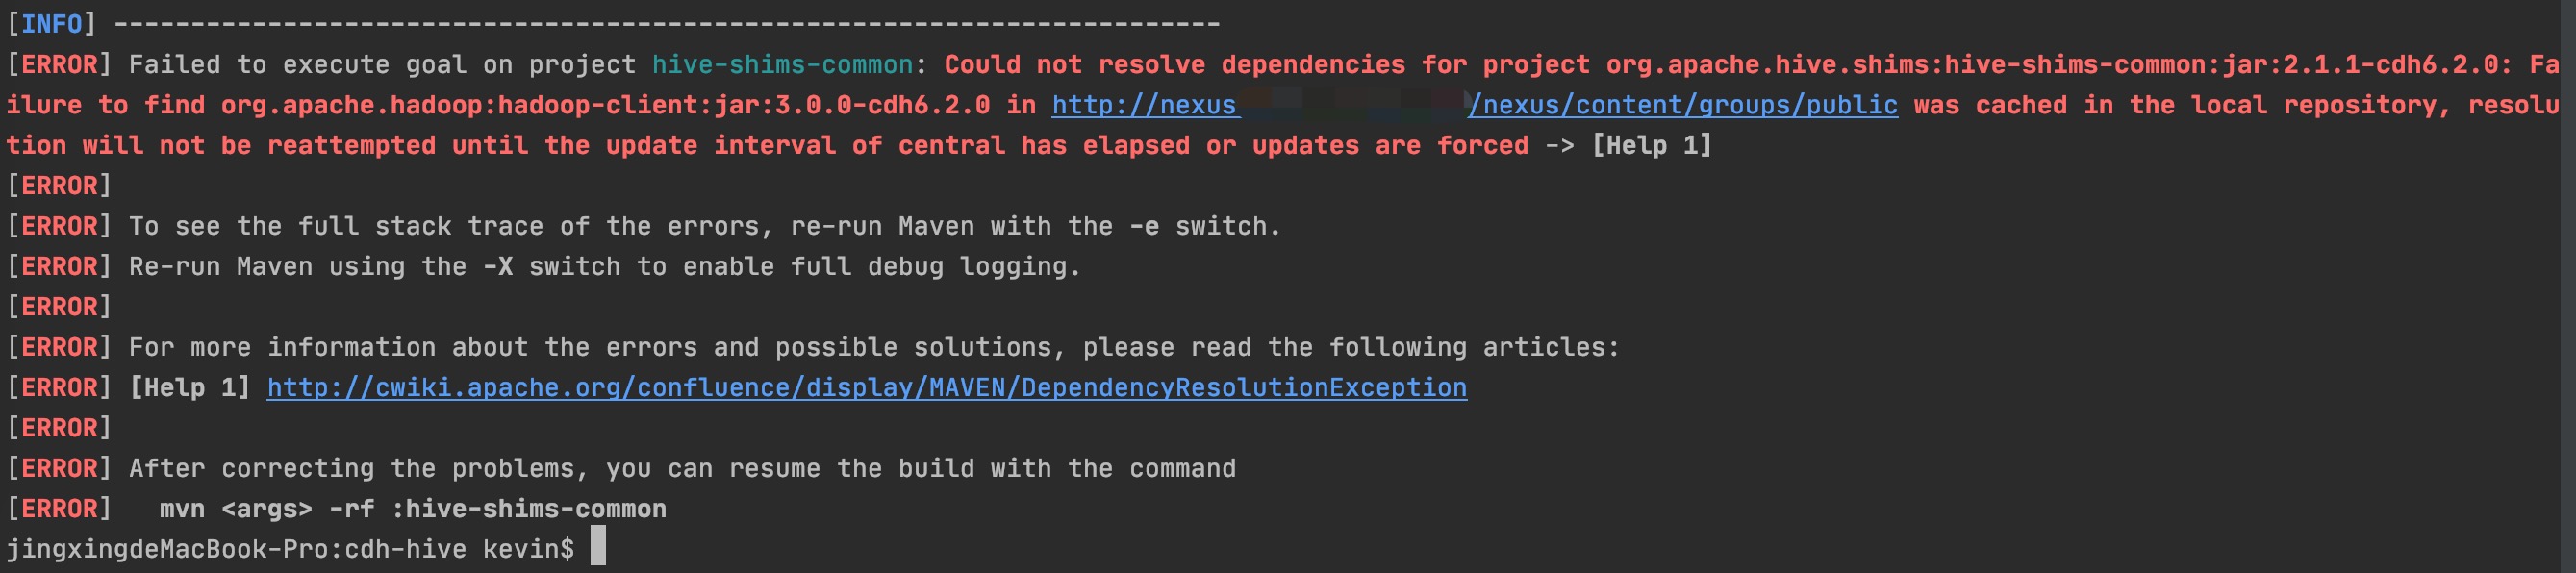 [INFO] ------------------------------------------------------------------------
[ERROR] Failed to execute goal on project hive-shims-common: Could not resolve dependencies for project org.apache.hive.shims:hive-shims-common:jar:2.1.1-cdh6.2.0: Fa
ilure to find org.apache.hadoop:hadoop-client:jar:3.0.0-cdh6.2.0 in http://nexus /nexus/content/groups/public was cached in the local repository, resolu
tion will not be reattempted until the update interval of central has elapsed or updates are forced -> [Help 1]
[ERROR]
[ERROR] To see the full stack trace of the errors, re-run Maven with the -e switch.
[ERROR] Re-run Maven using the -X switch to enable full debug logging.
[ERROR]
[ERROR] For more information about the errors and possible solutions, please read the following articles:
[ERROR] [Help 1] http://cwiki.apache.org/confluence/display/MAVEN/DependencyResolutionException
[ERROR]
[ERROR] After correcting the problems, you can resume the build with the command
[ERROR]   mvn <args> -rf :hive-shims-common
jingxingdeMacBook-Pro:cdh-hive kevin$